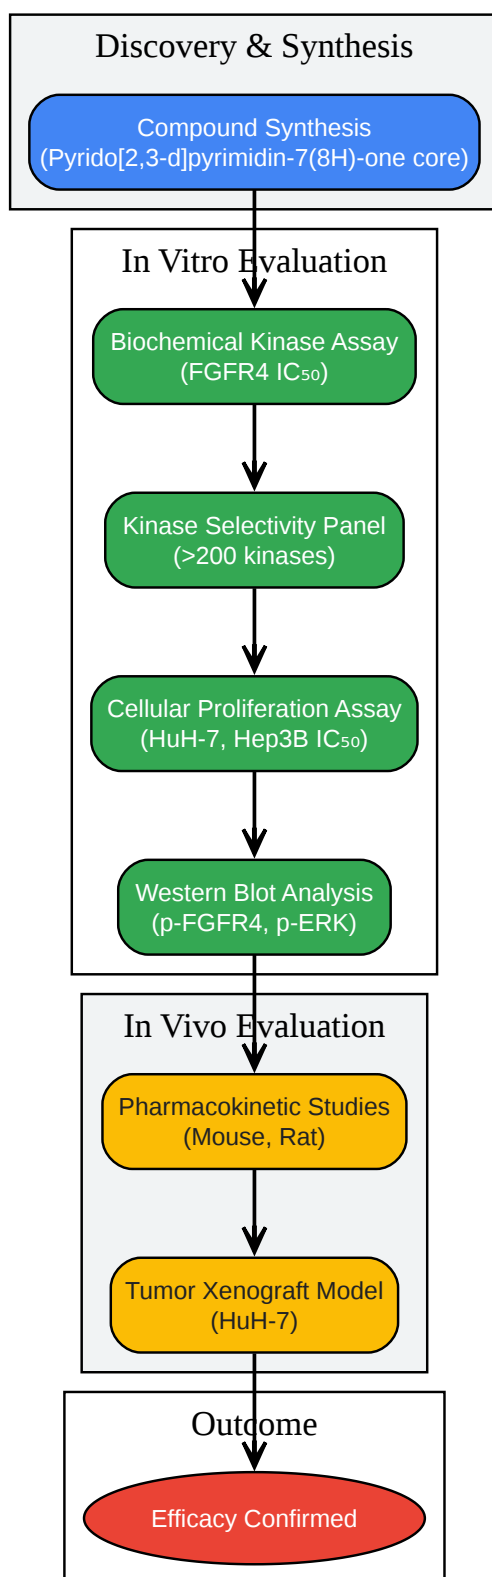 Discovery & Synthesis
Compound Synthesis
(Pyrido[2,3-d]pyrimidin-7(8H)-one core)
In Vitro Evaluation
Biochemical Kinase Assay
(FGFR4 IC₅₀)
Kinase Selectivity Panel
(>200 kinases)
Cellular Proliferation Assay
(HuH-7, Hep3B IC₅₀)
Western Blot Analysis
(p-FGFR4, p-ERK)
In Vivo Evaluation
Pharmacokinetic Studies
(Mouse, Rat)
Tumor Xenograft Model
(HuH-7)
Outcome
Efficacy Confirmed